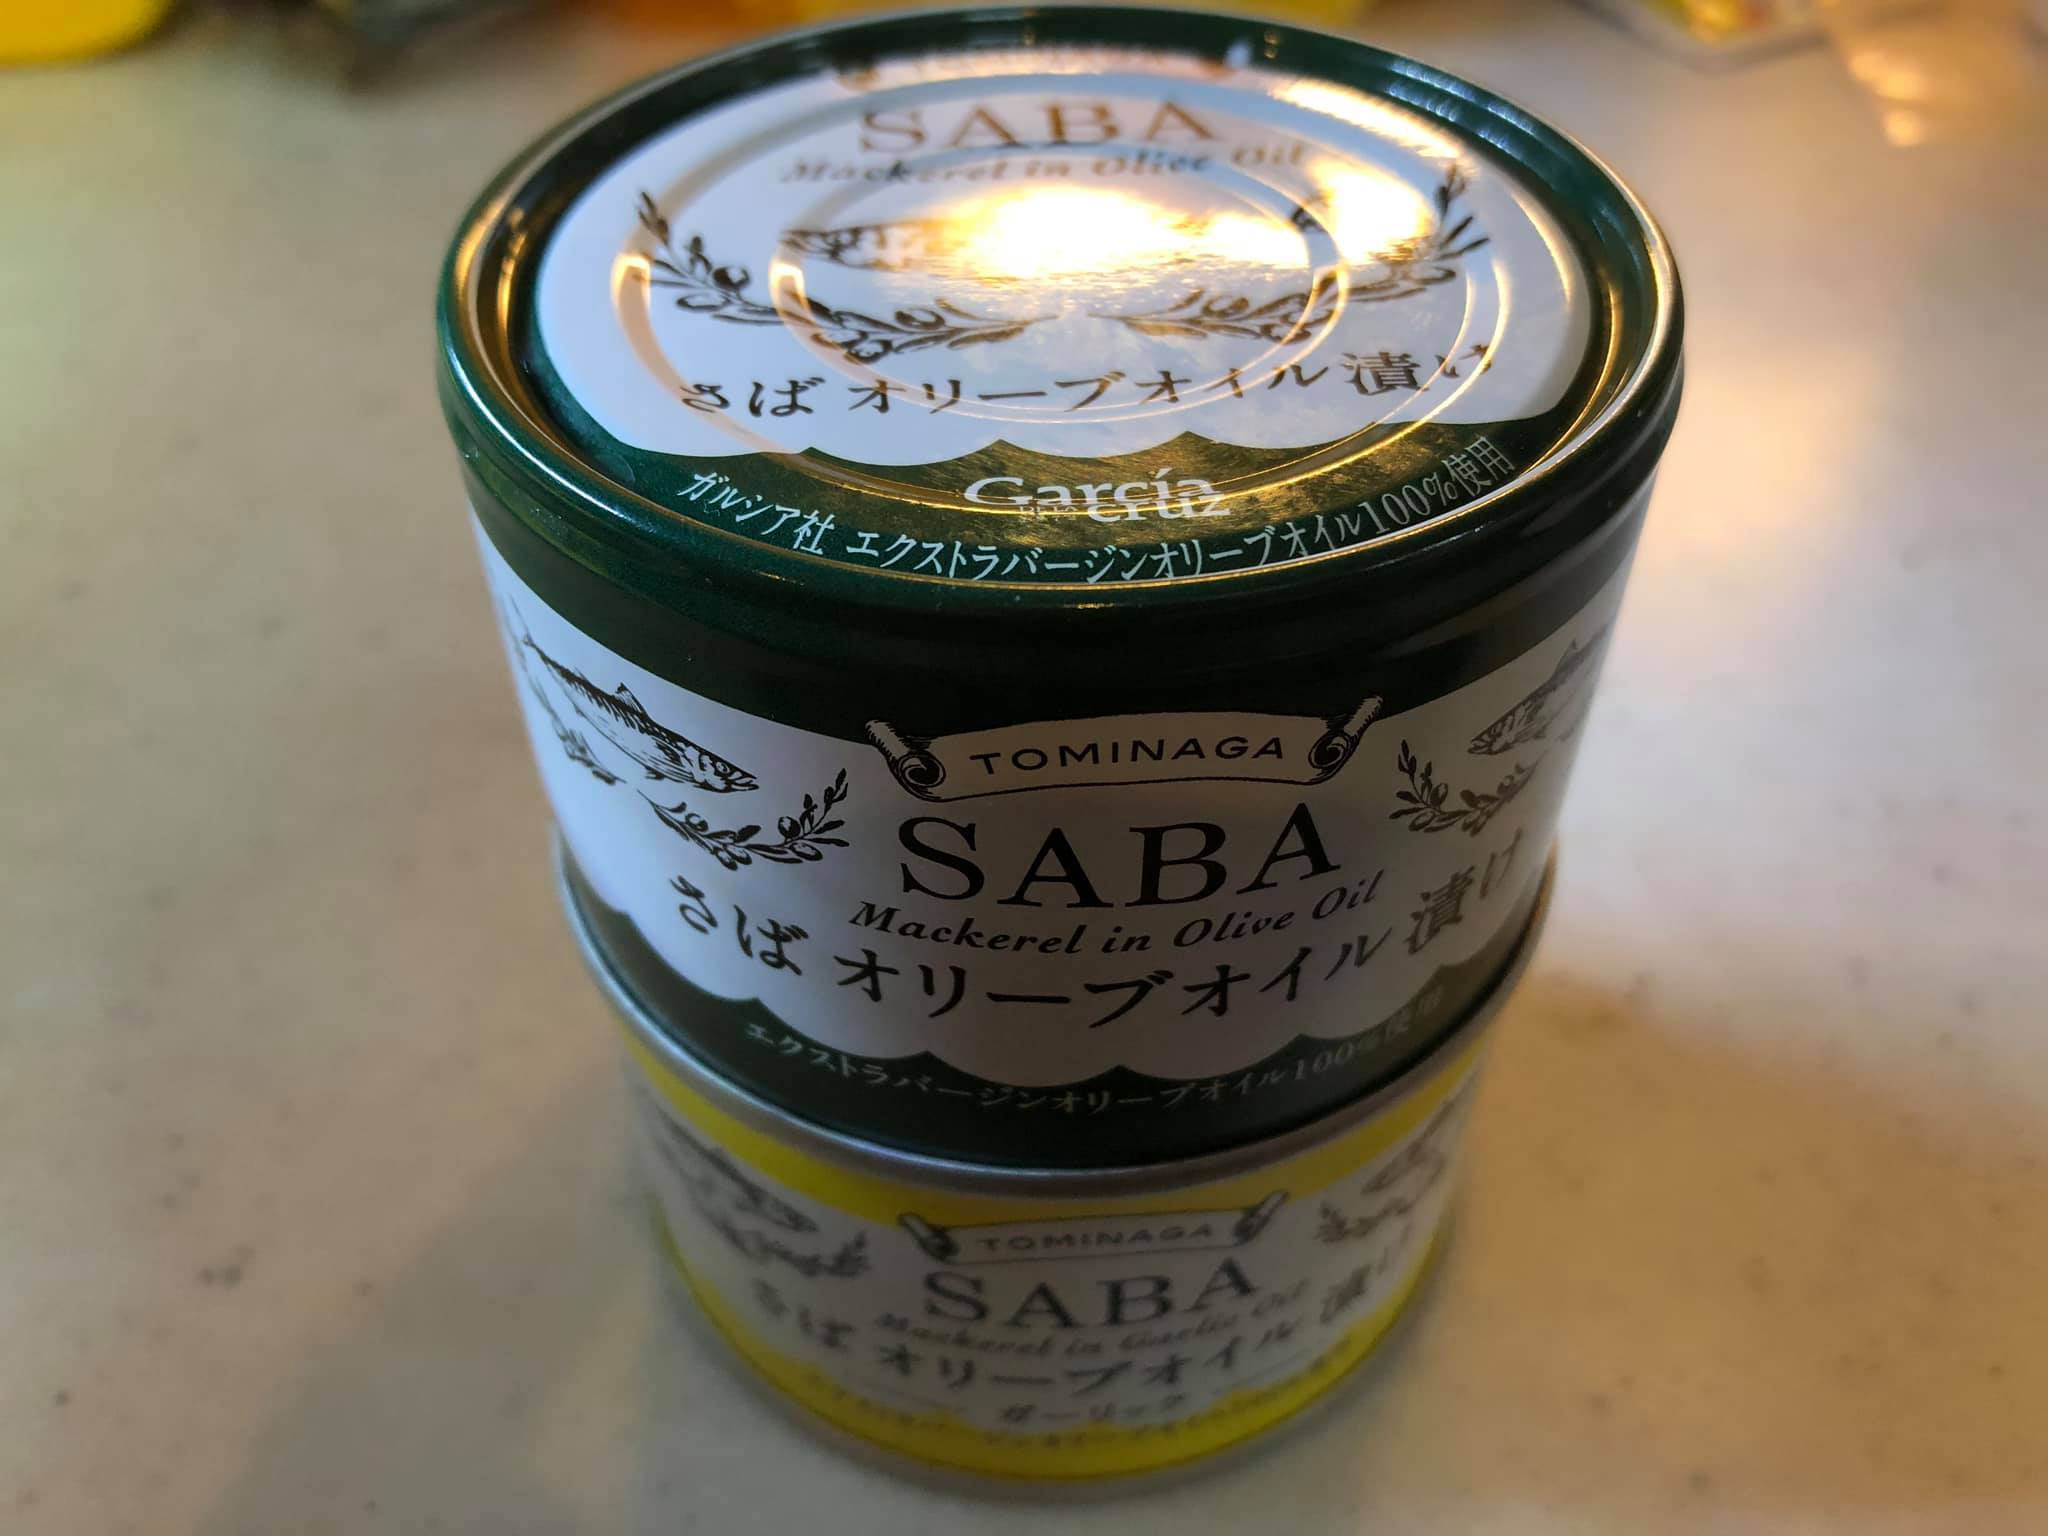 SABA
Mackerel in Olive Oil
さば オリーブオイル漬け
García
DE LA
cruz
ガルシア社 エクストラバージンオリーブオイル100%使用
TOMINAGA
SABA
Mackerel in Olive Oil
さば オリーブオイル漬け
エクストラバージンオリーブオイル100%使用
TOMINAGA
SABA
Mackerel in Garlic Oil
さば オリーブオイル漬け
ガーリック